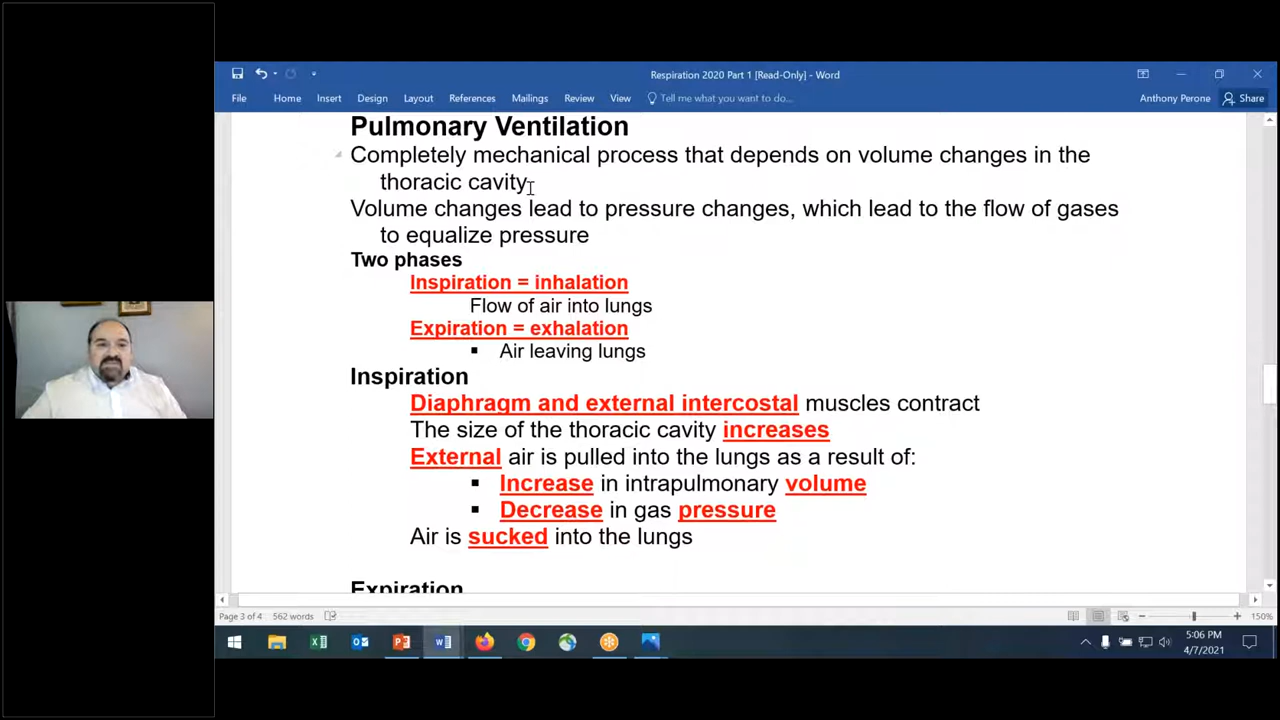 Respiration 2020 Part 1 [Read-Only] - Word
File Home Insert Design Layout References Mailings Review View Tell me what you want to do... Anthony Perone Share
Pulmonary Ventilation
Completely mechanical process that depends on volume changes in the
thoracic cavity
Volume changes lead to pressure changes, which lead to the flow of gases
to equalize pressure
Two phases
Inspiration = inhalation
Flow of air into lungs
Expiration = exhalation
▪ Air leaving lungs
Inspiration
Diaphragm and external intercostal muscles contract
The size of the thoracic cavity increases
External air is pulled into the lungs as a result of:
▪ Increase in intrapulmonary volume
▪ Decrease in gas pressure
Air is sucked into the lungs
Expiration
Page 3 of 4 562 words 150%
5:06 PM
4/7/2021